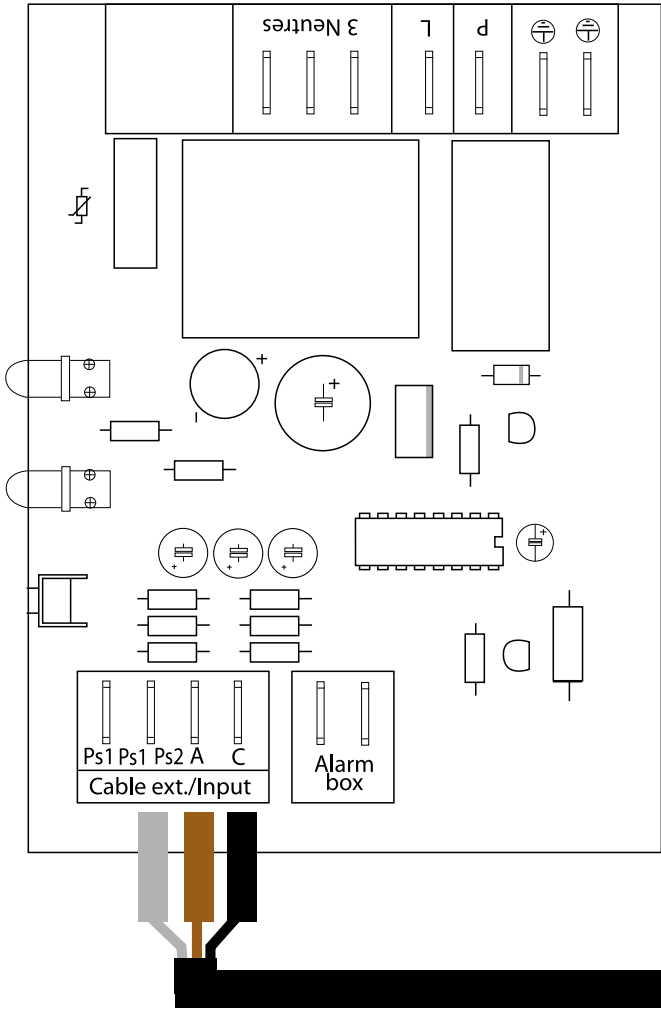 3 Neutres L P
Ps1 Ps1 Ps2 A C
Cable ext./Input
Alarm
box